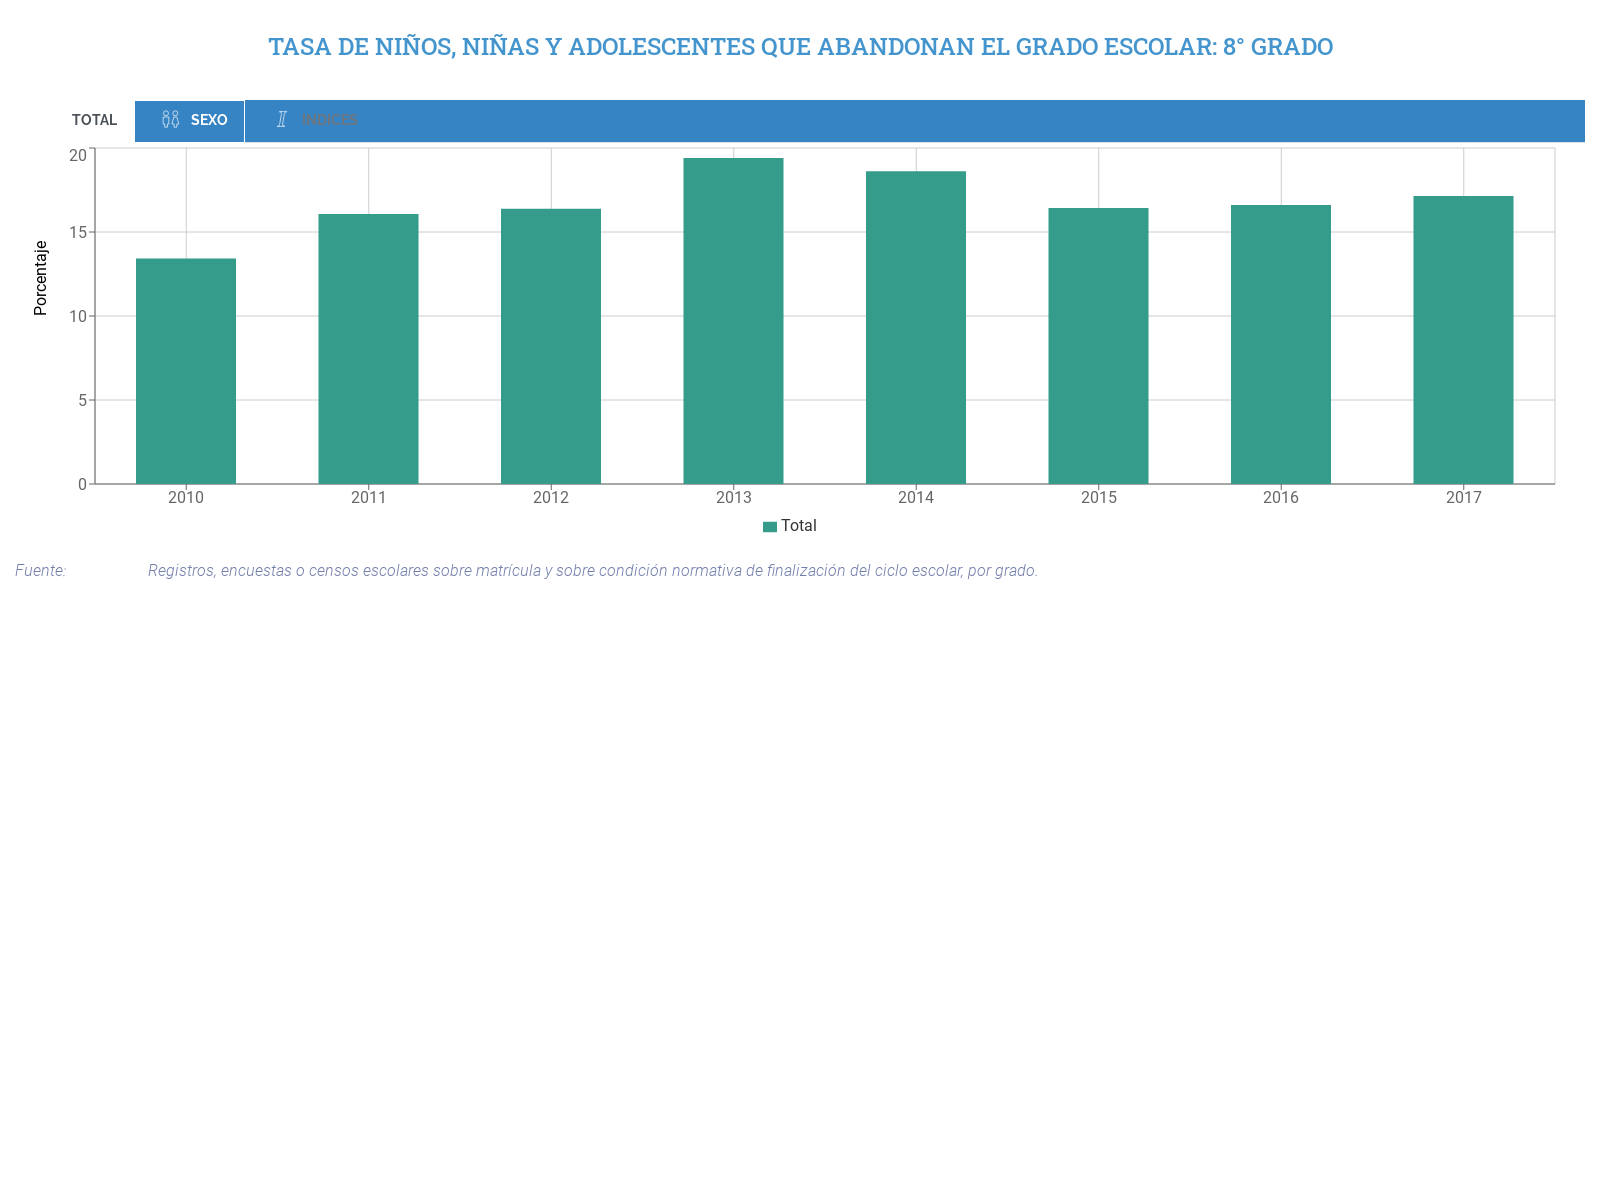 TASA DE NIÑOS, NIÑAS Y ADOLESCENTES QUE ABANDONAN EL GRADO ESCOLAR: 8° GRADO
TOTAL SEXO INDICES
20
15
10
5
0
Porcentaje
2010 2011 2012 2013 2014 2015 2016 2017
Total
Fuente: Registros, encuestas o censos escolares sobre matrícula y sobre condición normativa de finalización del ciclo escolar, por grado.